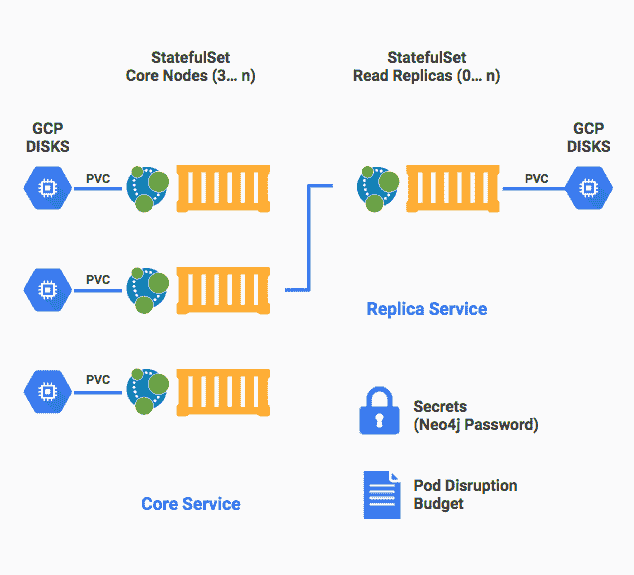 StatefulSet
Core Nodes (3... n)
StatefulSet
Read Replicas (0... n)
GCP
DISKS
GCP
DISKS
PVC
PVC
PVC
Replica Service
PVC
Secrets
(Neo4j Password)
Pod Disruption
Budget
Core Service